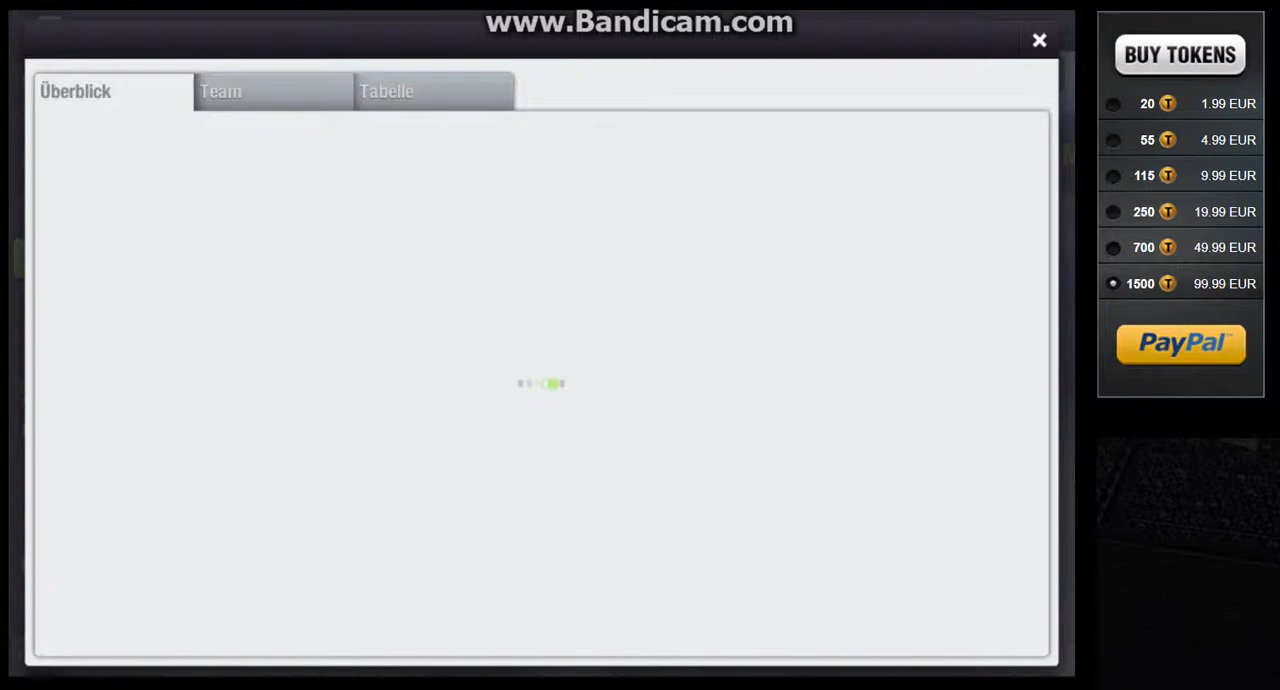 www.Bandicam.com
Überblick
Team
Tabelle
BUY TOKENS
20 T 1.99 EUR
55 T 4.99 EUR
115 T 9.99 EUR
250 T 19.99 EUR
700 T 49.99 EUR
1500 T 99.99 EUR
PayPal™